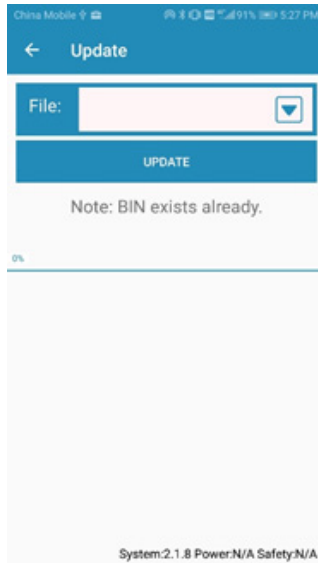 China Mobile 91% 5:27 PM
Update
File:
UPDATE
Note: BIN exists already.
0%
System:2.1.8 Power:N/A Safety:N/A